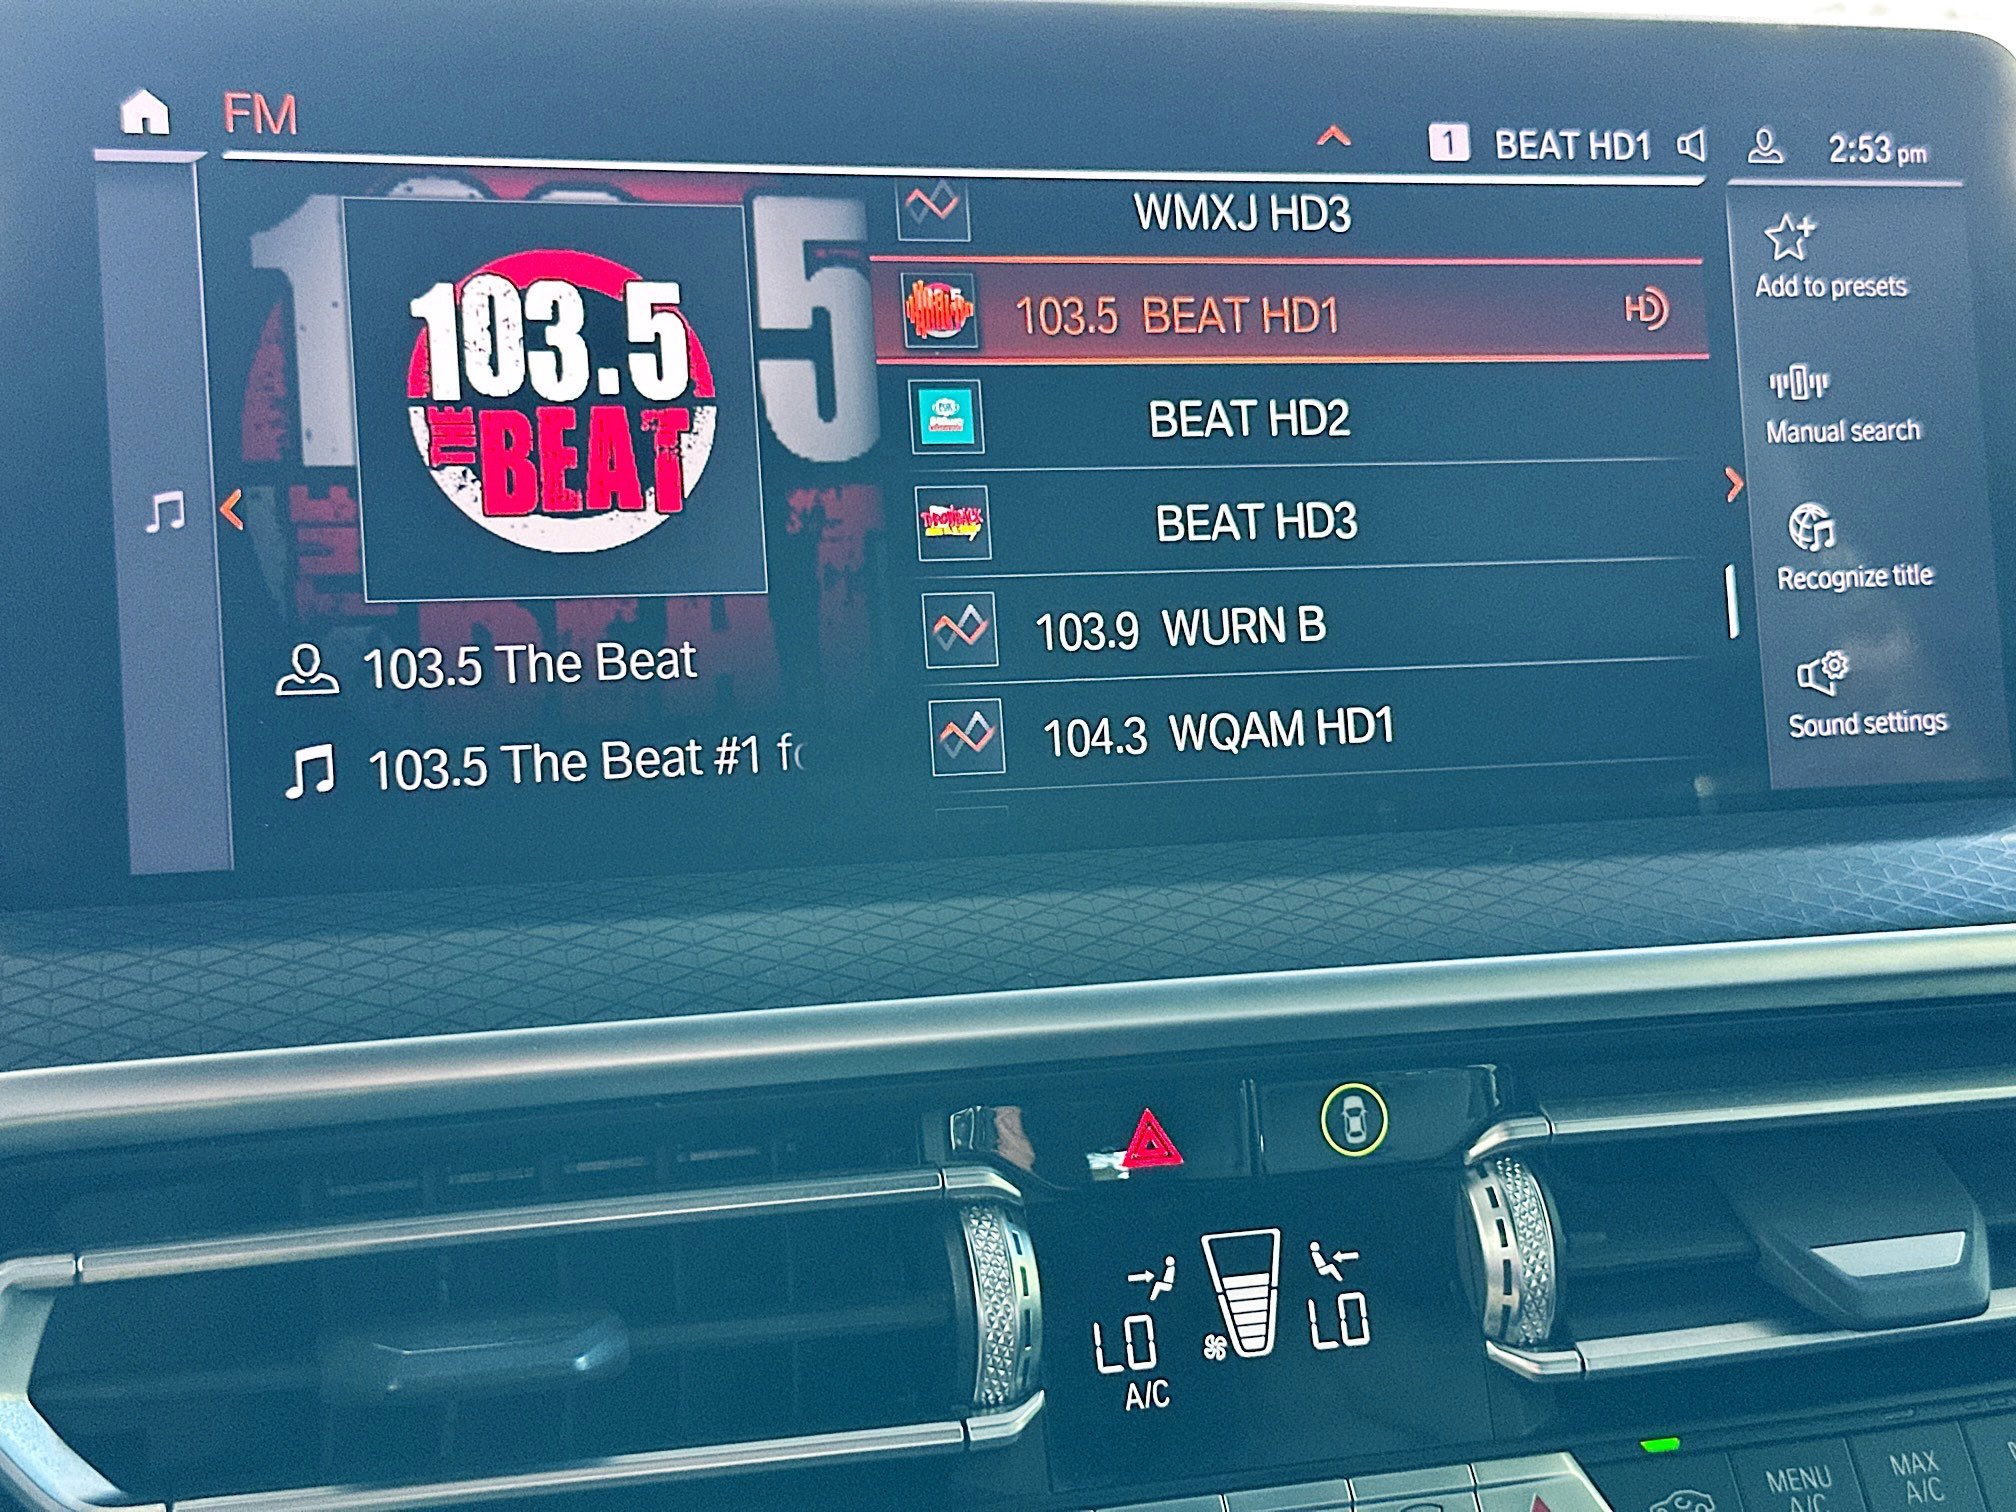 FM
1 BEAT HD1
2:53 pm
103.5
THE
BEAT
103.5 The Beat
103.5 The Beat #1 f
WMXJ HD3
103.5 BEAT HD1 HD
BEAT HD2
BEAT HD3
103.9 WURN B
104.3 WQAM HD1
Add to presets
Manual search
Recognize title
Sound settings
LO
LO
A/C
MENU
MAX
A/C